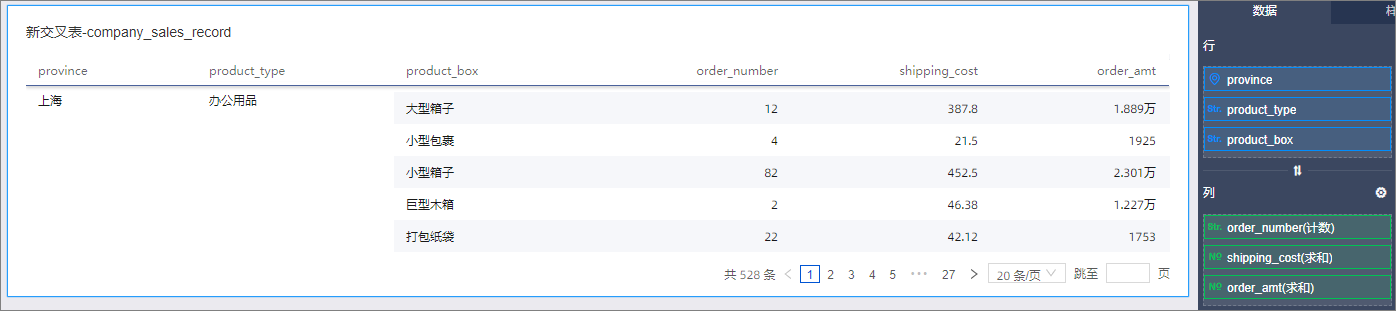 新交叉表-company_sales_record
province product_type product_box order_number shipping_cost order_amt
上海 办公用品 大型箱子 12 387.8 1.889万
小型包裹 4 21.5 1925
小型箱子 82 452.5 2.301万
巨型木箱 2 46.38 1.227万
打包纸袋 22 42.12 1753
共 528 条 < 1 2 3 4 5 ••• 27 > 20 条/页 跳至 页
数据
行
province
Str. product_type
Str. product_box
列
Str. order_number(计数)
Nº shipping_cost(求和)
Nº order_amt(求和)